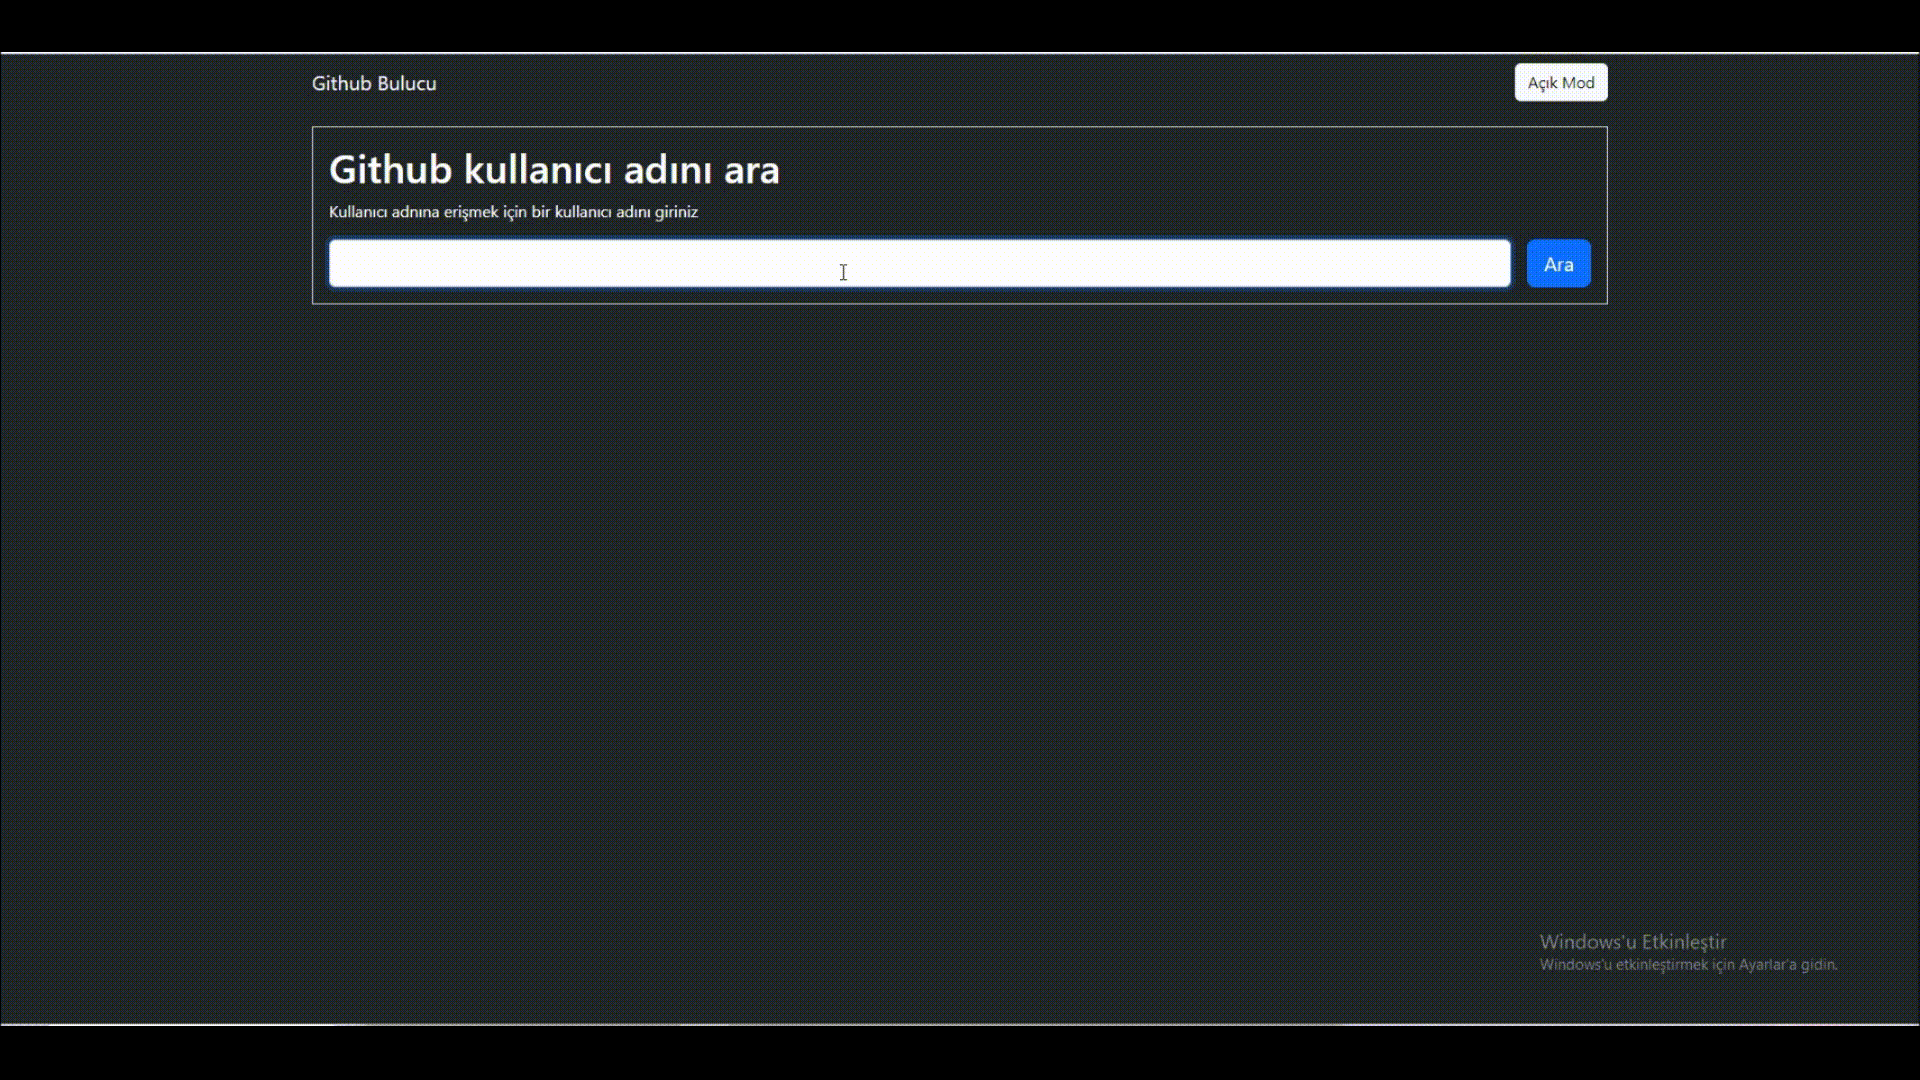 Github Bulucu
Açık Mod
Github kullanıcı adını ara
Kullanıcı adnına erişmek için bir kullanıcı adını giriniz
Ara
Windows'u Etkinleştir
Windows'u etkinleştirmek için Ayarlar'a gidin.